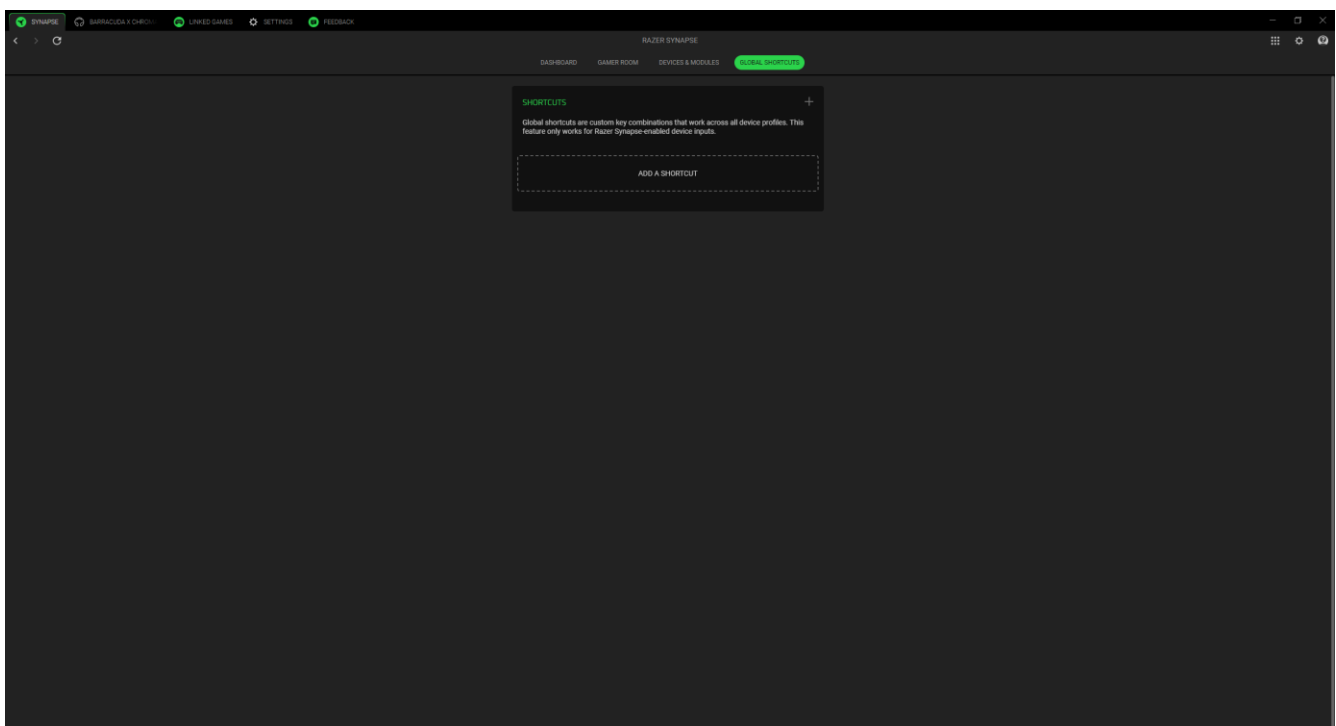 SYNAPSE
BARRACUDA X CHROM
LINKED GAMES
SETTINGS
FEEDBACK
RAZER SYNAPSE
DASHBOARD
GAMER ROOM
DEVICES & MODULES
GLOBAL SHORTCUTS
SHORTCUTS
Global shortcuts are custom key combinations that work across all device profiles. This
feature only works for Razer Synapse-enabled device inputs.
ADD A SHORTCUT